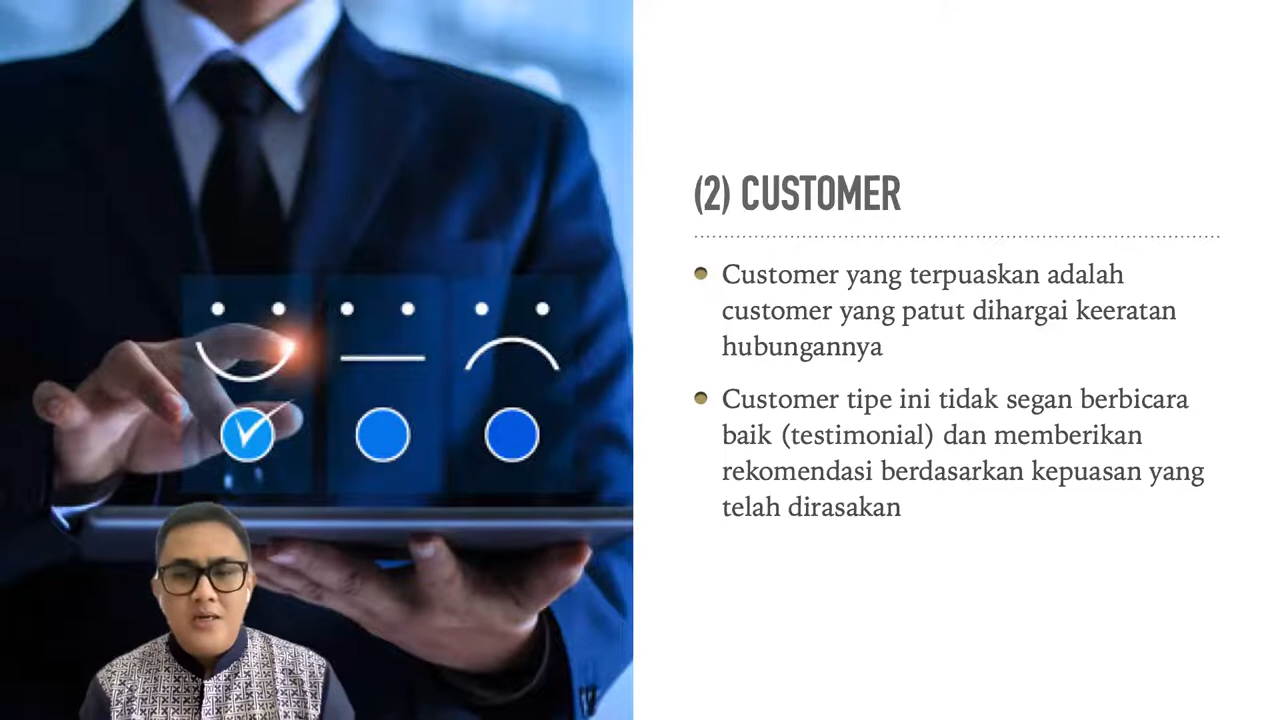 (2) CUSTOMER
Customer yang terpuaskan adalah
customer yang patut dihargai keeratan
hubungannya
Customer tipe ini tidak segan berbicara
baik (testimonial) dan memberikan
rekomendasi berdasarkan kepuasan yang
telah dirasakan